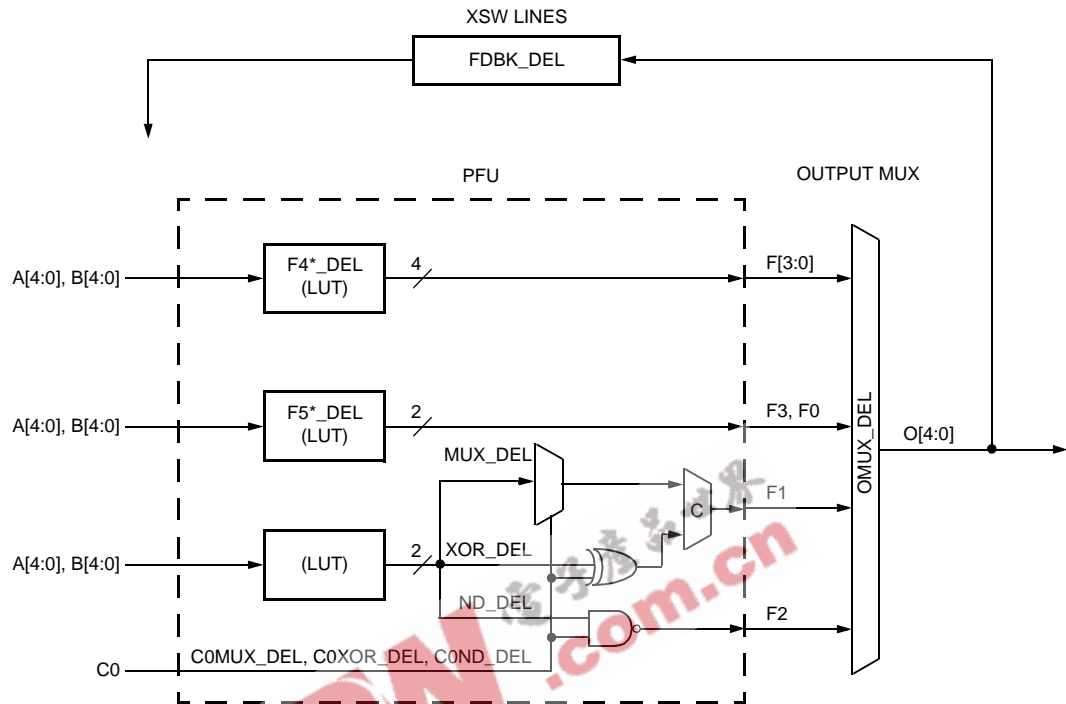 XSW LINES
FDBK_DEL
PFU
OUTPUT MUX
A[4:0], B[4:0]
F4*_DEL
(LUT)
4
F[3:0]
A[4:0], B[4:0]
F5*_DEL
(LUT)
2
F3, F0
OMUX_DEL
O[4:0]
MUX_DEL
C
F1
A[4:0], B[4:0]
(LUT)
2
XOR_DEL
ND_DEL
F2
C0
C0MUX_DEL, C0XOR_DEL, C0ND_DEL
.com.cn